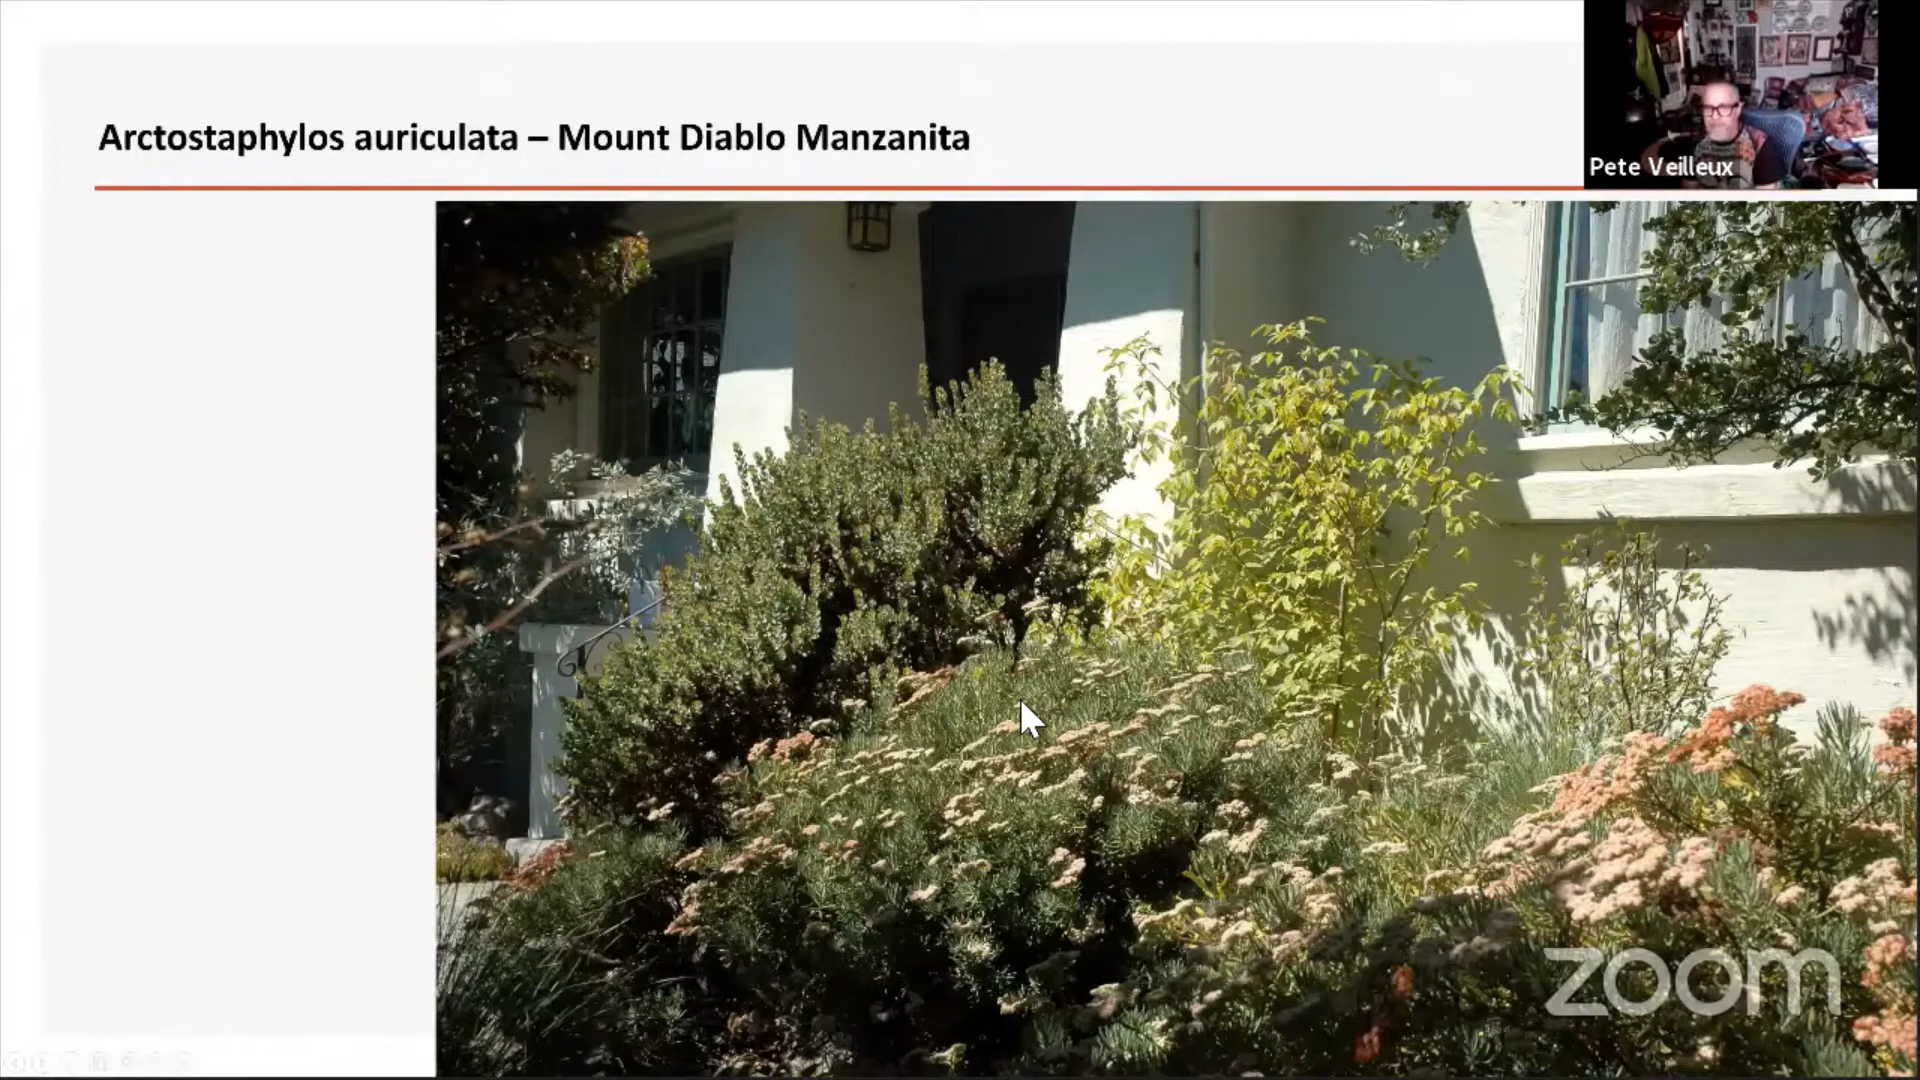 Arctostaphylos auriculata – Mount Diablo Manzanita
Pete Veilleux
zoom